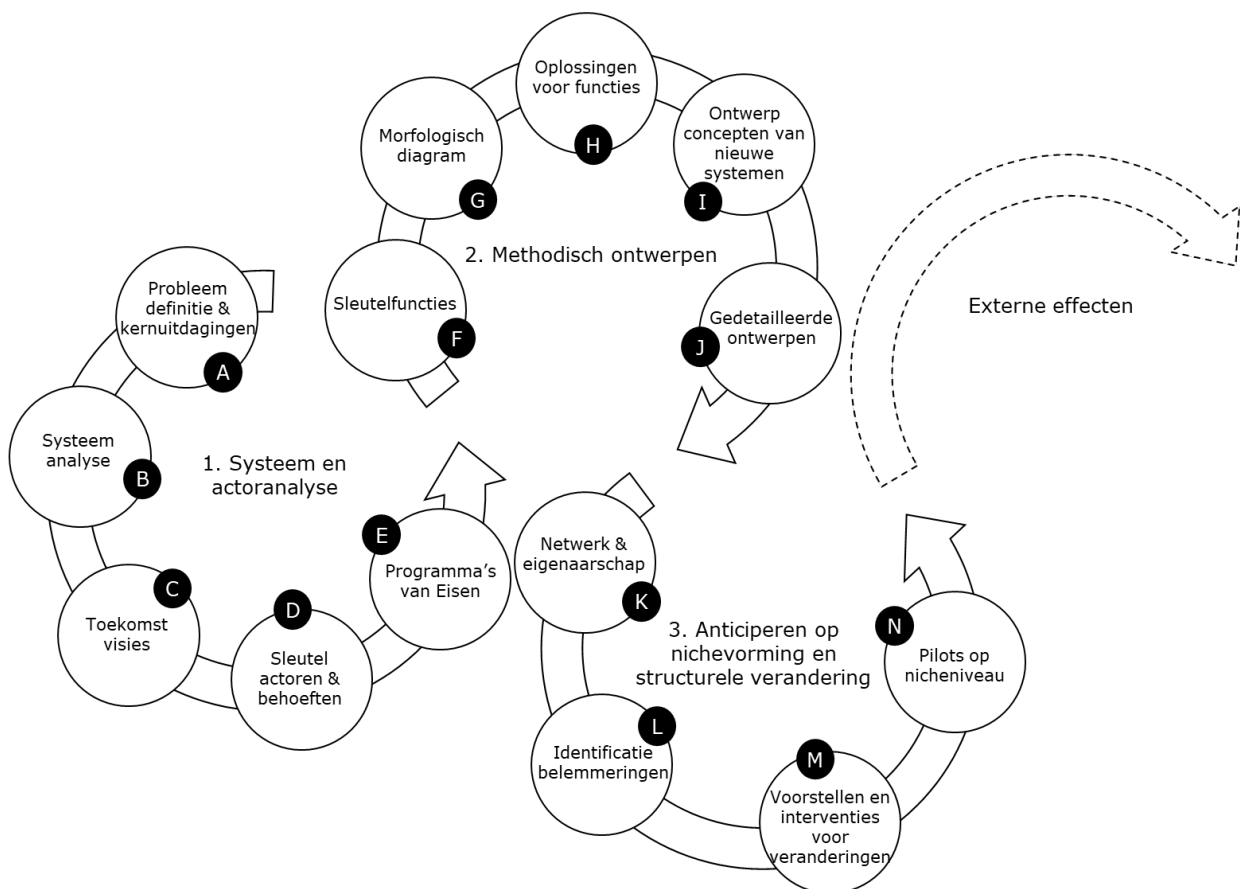 Probleem
definitie &
kernuitdagingen
A
Systeem
analyse
B
Toekomst
visies
C
D
Sleutel
actoren &
behoeften
E
Programma's
van Eisen
1. Systeem en
actoranalyse
Sleutelfuncties
F
Morfologisch
diagram
G
Oplossingen
voor functies
H
Ontwerp
concepten van
nieuwe
systemen
I
Gedetailleerde
ontwerpen
J
2. Methodisch ontwerpen
Netwerk &
eigenaarschap
K
L
Identificatie
belemmeringen
M
Voorstellen en
interventies
voor
veranderingen
N
Pilots op
nicheniveau
3. Anticiperen op
nichevorming en
structurele verandering
Externe effecten